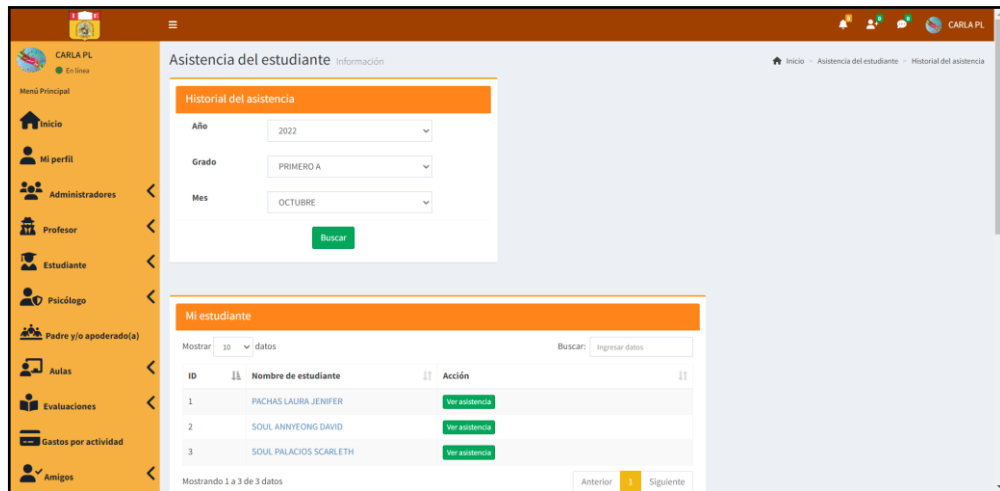 CARLA PL
CARLA PL
En línea
Menú Principal
Inicio
Mi perfil
Administradores
Profesor
Estudiante
Psicólogo
Padre y/o apoderado(a)
Aulas
Evaluaciones
Gastos por actividad
Amigos
Asistencia del estudiante Información
Inicio > Asistencia del estudiante > Historial del asistencia
Historial del asistencia
Año 2022
Grado PRIMERO A
Mes OCTUBRE
Buscar
Mi estudiante
Mostrar 10 datos Buscar: Ingresar datos
ID Nombre de estudiante Acción
1 PACHAS LAURA JENIFER Ver asistencia
2 SOUL ANNYEONG DAVID Ver asistencia
3 SOUL PALACIOS SCARLETH Ver asistencia
Mostrando 1 a 3 de 3 datos Anterior 1 Siguiente